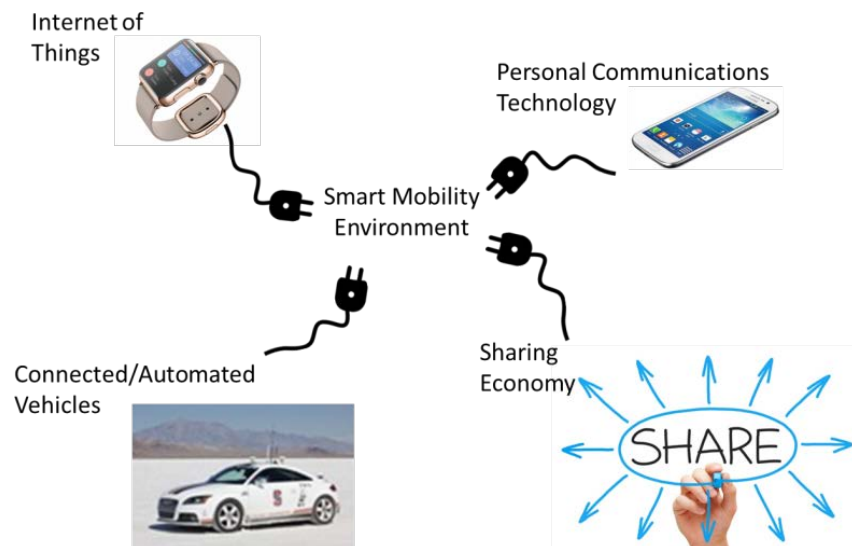 Internet of
Things
Personal Communications
Technology
Smart Mobility
Environment
Connected/Automated
Vehicles
S
Sharing
Economy
SHARE